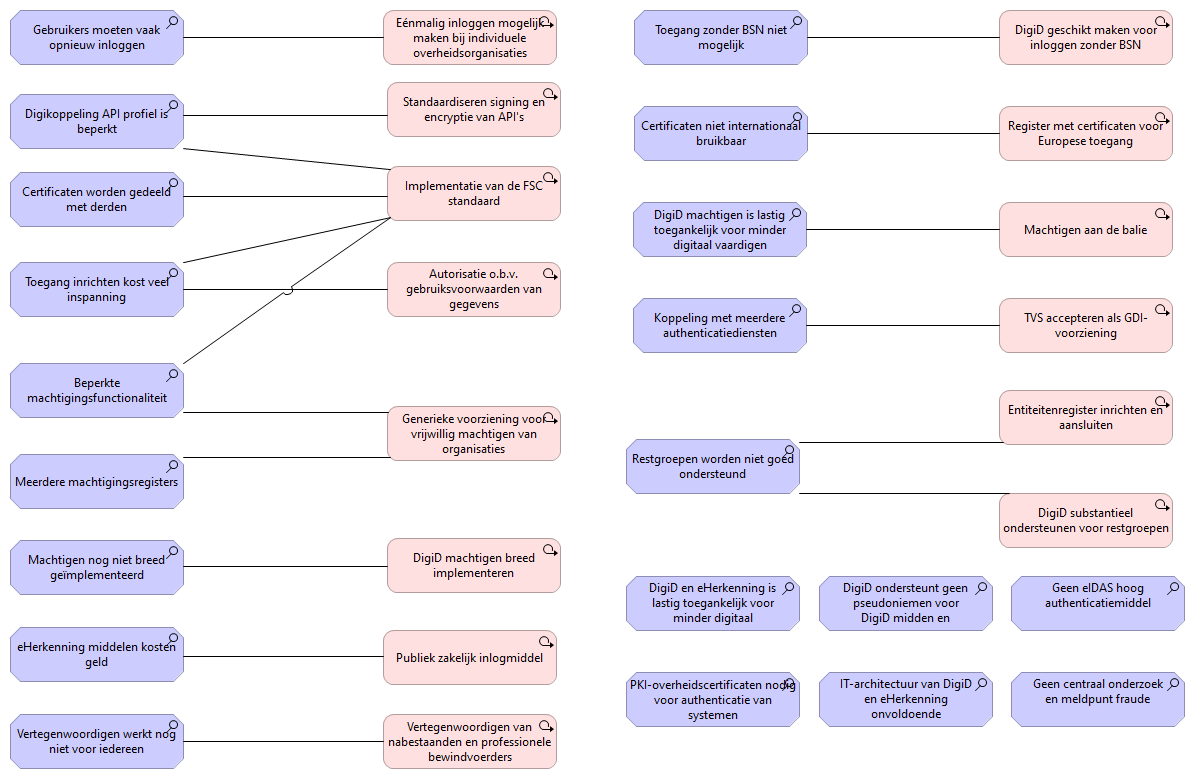 Gebruikers moeten vaak
opnieuw inloggen
Eénmalig inloggen mogelijk
maken bij individuele
overheidsorganisaties
Digikoppeling API profiel is
beperkt
Standaardiseren signing en
encryptie van API's
Certificaten worden gedeeld
met derden
Implementatie van de FSC
standaard
Toegang inrichten kost veel
inspanning
Autorisatie o.b.v.
gebruiksvoorwaarden van
gegevens
Beperkte
machtigingsfunctionaliteit
Generieke voorziening voor
vrijwillig machtigen van
organisaties
Meerdere machtigingsregisters
Machtigen nog niet breed
geïmplementeerd
DigiD machtigen breed
implementeren
eHerkenning middelen kosten
geld
Publiek zakelijk inlogmiddel
Vertegenwoordigen werkt nog
niet voor iedereen
Vertegenwoordigen van
nabestaanden en professionele
bewindvoerders
Toegang zonder BSN niet
mogelijk
DigiD geschikt maken voor
inloggen zonder BSN
Certificaten niet internationaal
bruikbaar
Register met certificaten voor
Europese toegang
DigiD machtigen is lastig
toegankelijk voor minder
digitaal vaardigen
Machtigen aan de balie
Koppeling met meerdere
authenticatiediensten
TVS accepteren als GDI-
voorziening
Restgroepen worden niet goed
ondersteund
Entiteitenregister inrichten en
aansluiten
DigiD substantieel
ondersteunen voor restgroepen
DigiD en eHerkenning is
lastig toegankelijk voor
minder digitaal
DigiD ondersteunt geen
pseudoniemen voor
DigiD midden en
Geen eIDAS hoog
authenticatiemiddel
PKI-overheidscertificaten nodig
voor authenticatie van
systemen
IT-architectuur van DigiD
en eHerkenning
onvoldoende
Geen centraal onderzoek
en meldpunt fraude